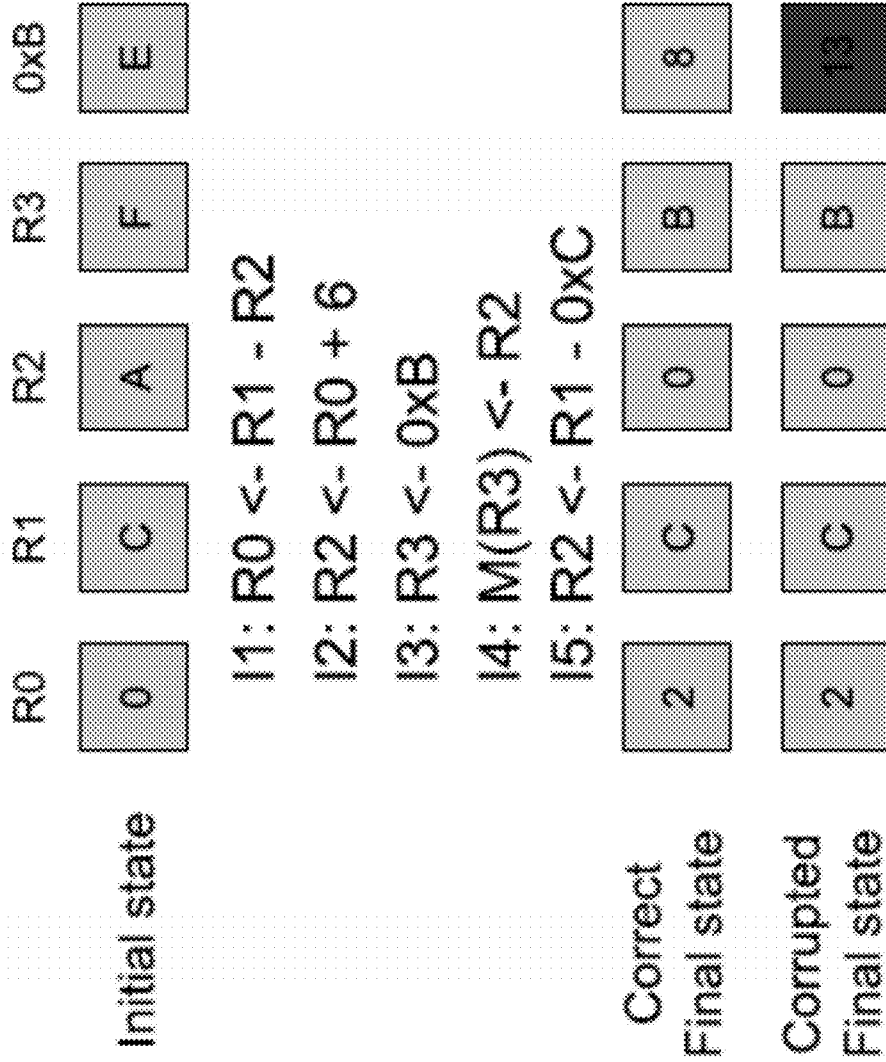 R0 R1 R2 R3 0xB
Initial state 0 C A F E
I1: R0 <- R1 - R2
I2: R2 <- R0 + 6
I3: R3 <- 0xB
I4: M(R3) <- R2
I5: R2 <- R1 - 0xC
Correct
Final state 2 C 0 B 8
Corrupted
Final state 2 C 0 B 13